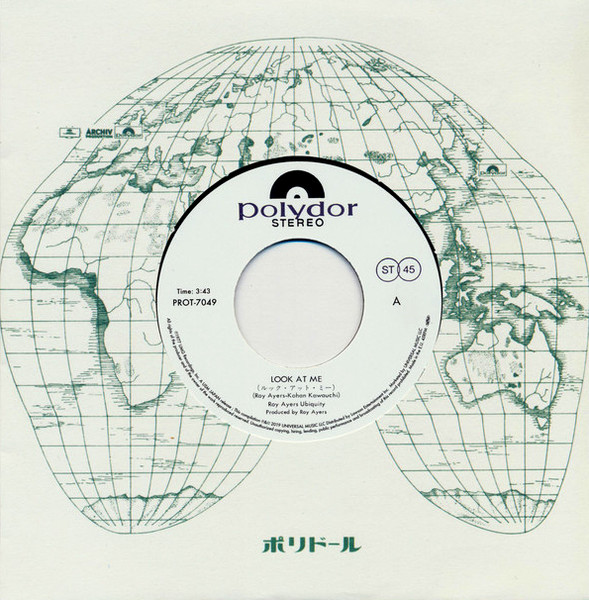 ARCHIV
polydor
STEREO
ST 45
Time: 3:43
PROT-7049
A
LOOK AT ME
(ルック・アット・ミー)
(Roy Ayers-Kohan Kawauchi)
Roy Ayers Ubiquity
Produced by Roy Ayers
ポリドール